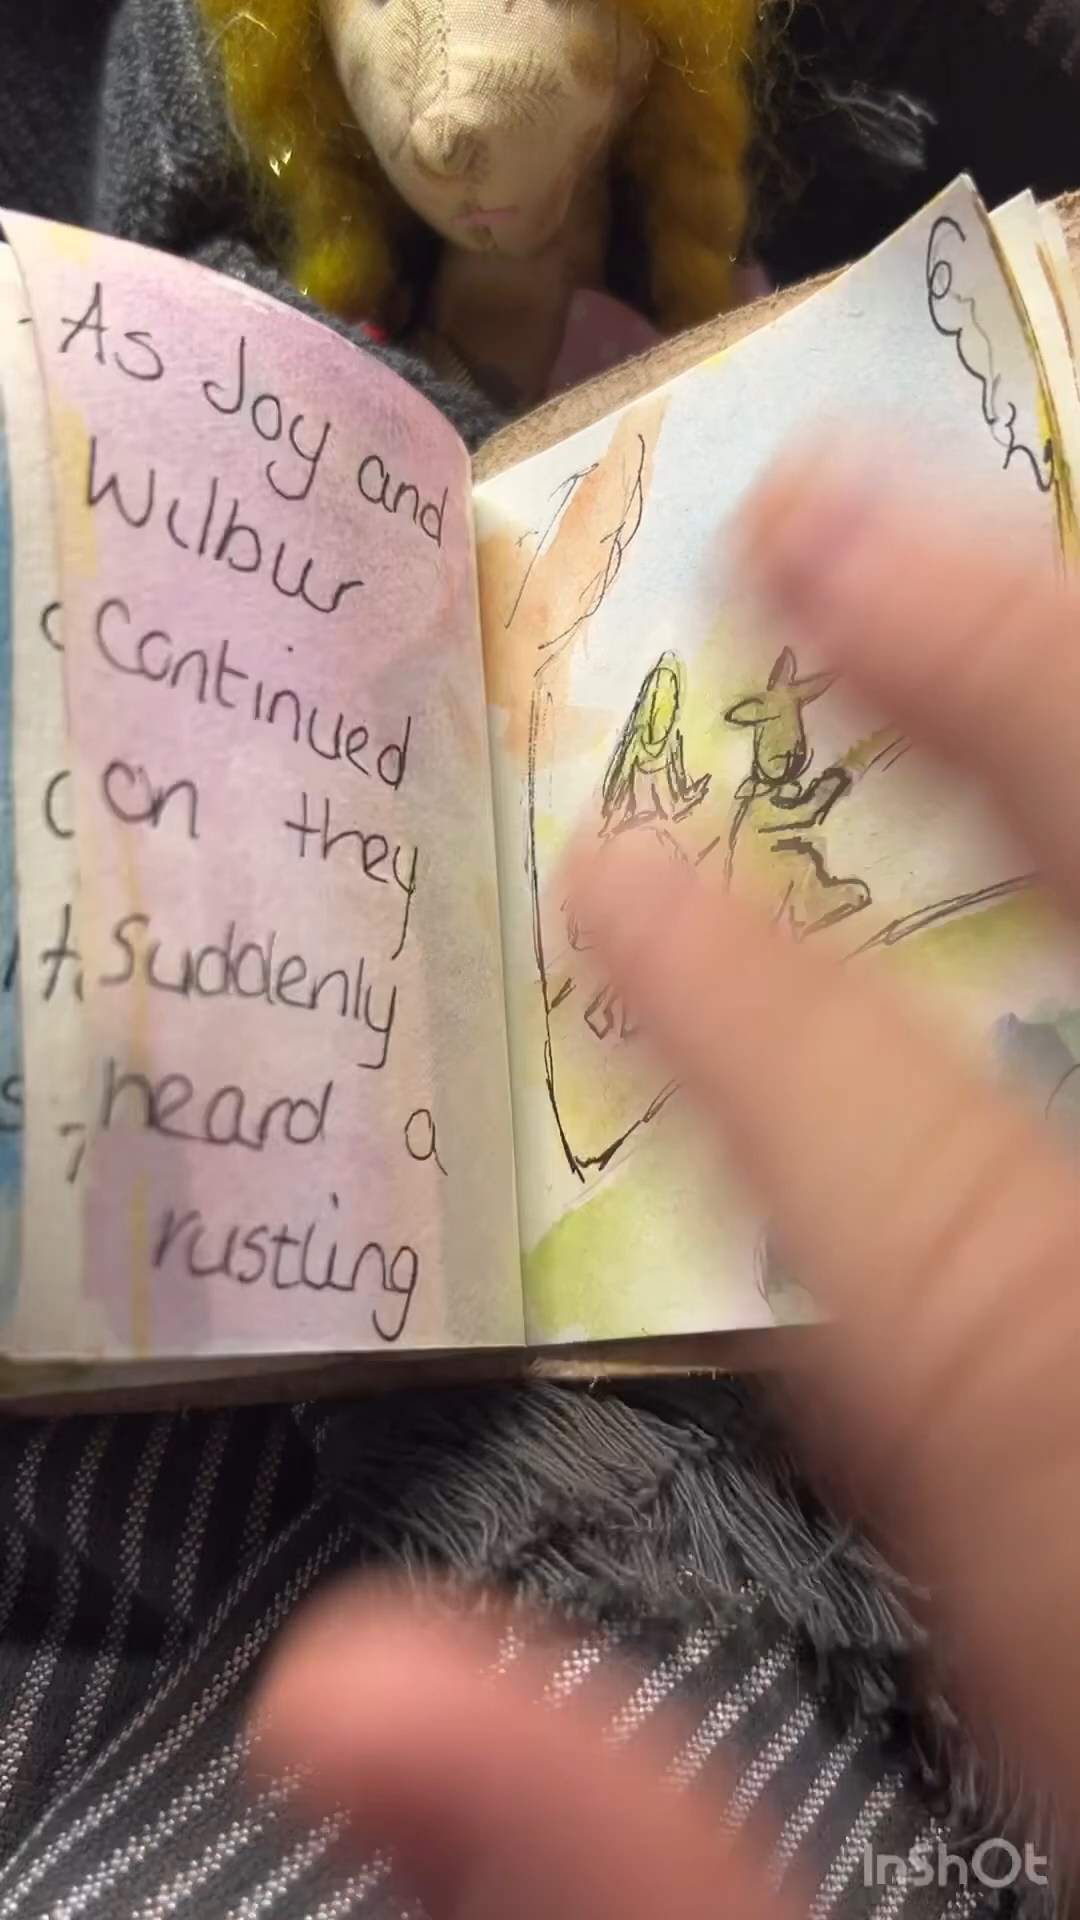 As Joy and
Wilbur
continued
on they
suddenly
heard a
rustling
InShOt